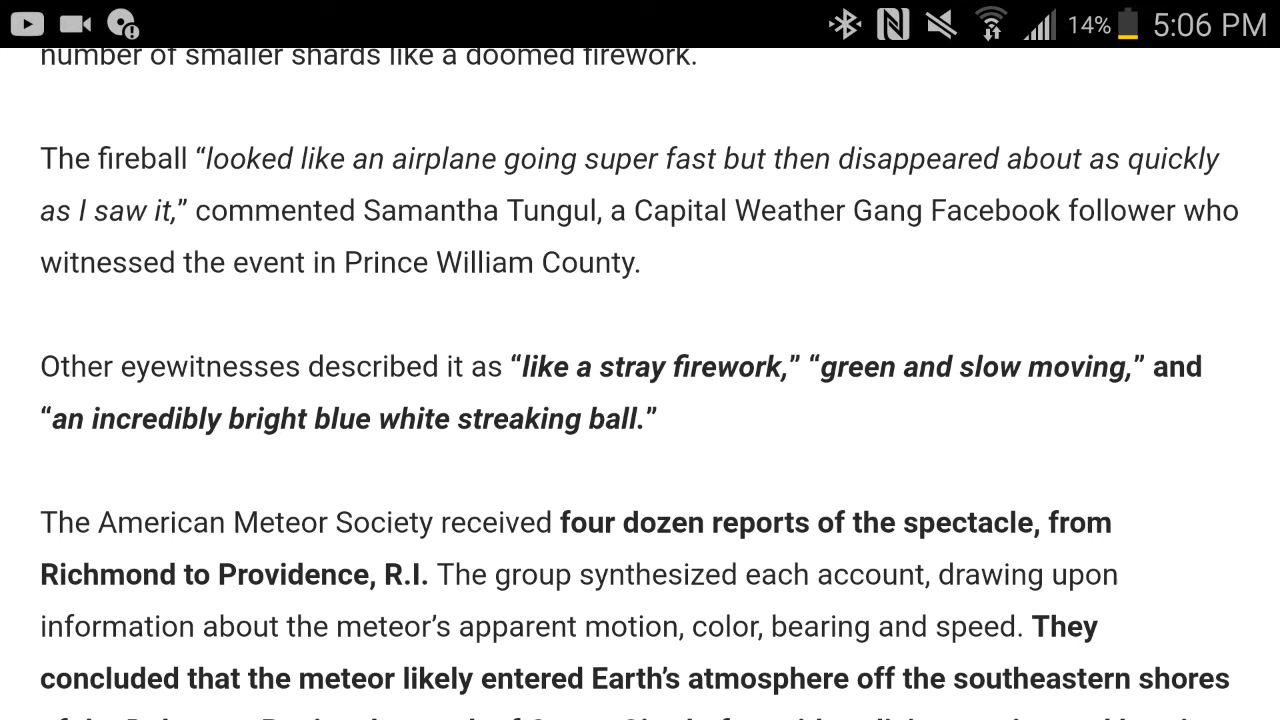 14% 5:06 PM
number of smaller shards like a doomed firework.
The fireball “looked like an airplane going super fast but then disappeared about as quickly
as I saw it,” commented Samantha Tungul, a Capital Weather Gang Facebook follower who
witnessed the event in Prince William County.
Other eyewitnesses described it as “like a stray firework,” “green and slow moving,” and
“an incredibly bright blue white streaking ball.”
The American Meteor Society received four dozen reports of the spectacle, from
Richmond to Providence, R.I. The group synthesized each account, drawing upon
information about the meteor’s apparent motion, color, bearing and speed. They
concluded that the meteor likely entered Earth’s atmosphere off the southeastern shores